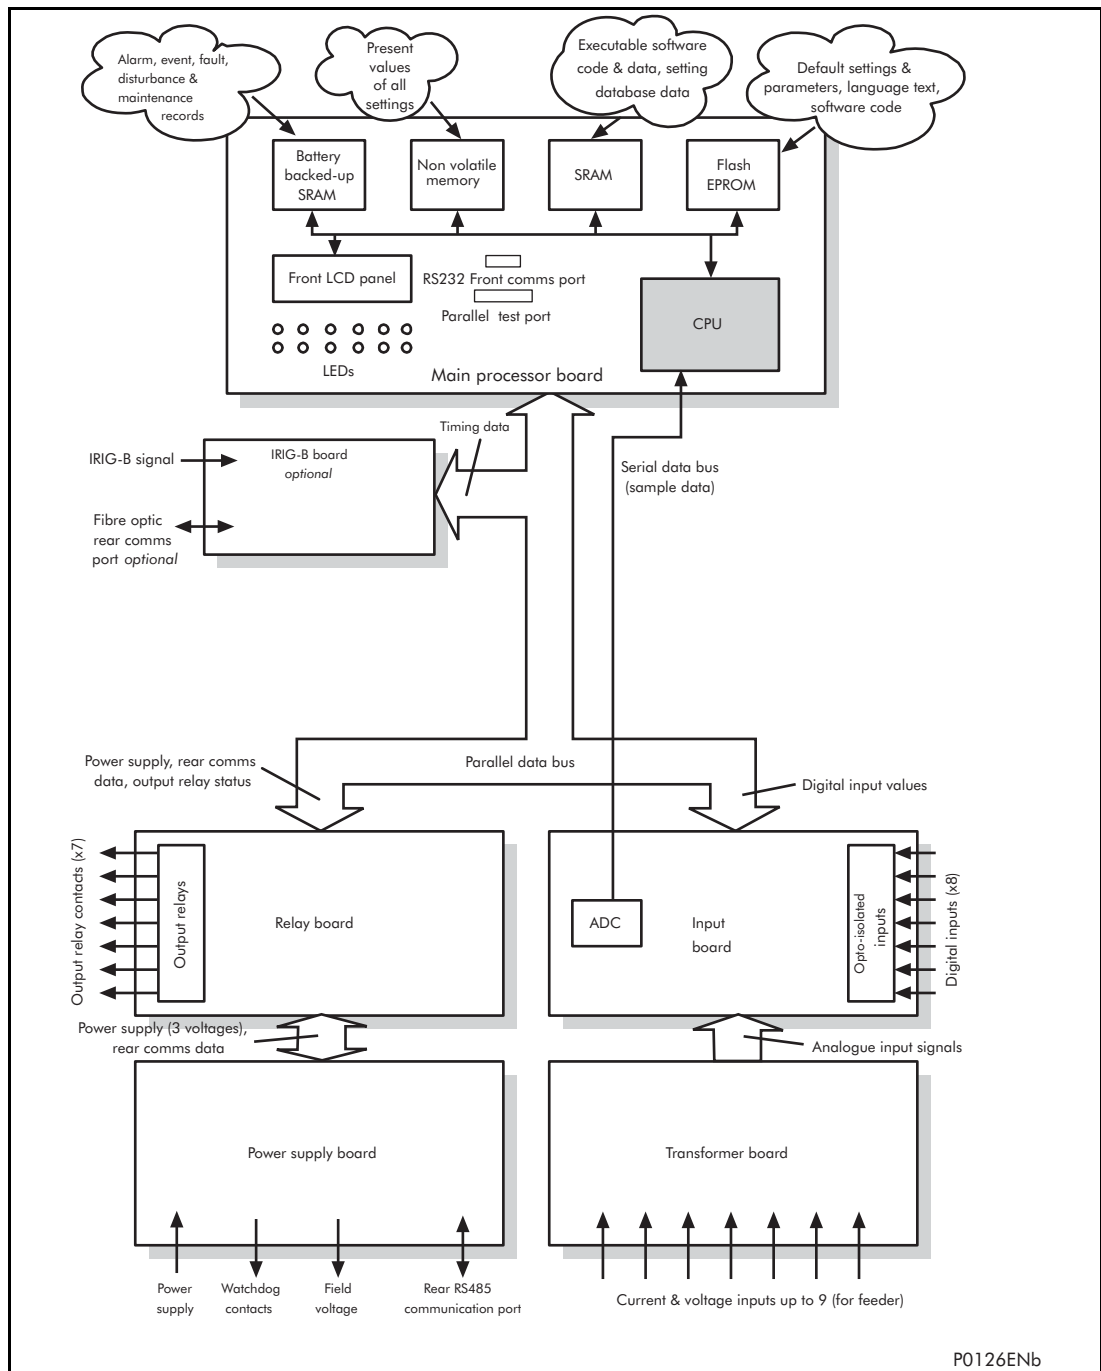 Alarm, event, fault,
disturbance &
maintenance
records
Present
values
of all
settings
Executable software
code & data, setting
database data
Default settings &
parameters, language text,
software code
Battery
backed-up
SRAM
Non volatile
memory
SRAM
Flash
EPROM
Front LCD panel
RS232 Front comms port
Parallel test port
CPU
LEDs
Main processor board
Timing data
IRIG-B signal
IRIG-B board
optional
Fibre optic
rear comms
port optional
Serial data bus
(sample data)
Power supply, rear comms
data, output relay status
Parallel data bus
Digital input values
Output relay contacts (x7)
Output relays
Relay board
ADC
Input
board
Opto-isolated
inputs
Digital inputs (x8)
Power supply (3 voltages),
rear comms data
Analogue input signals
Power supply board
Transformer board
Power
supply
Watchdog
contacts
Field
voltage
Rear RS485
communication port
Current & voltage inputs up to 9 (for feeder)
P0126ENb